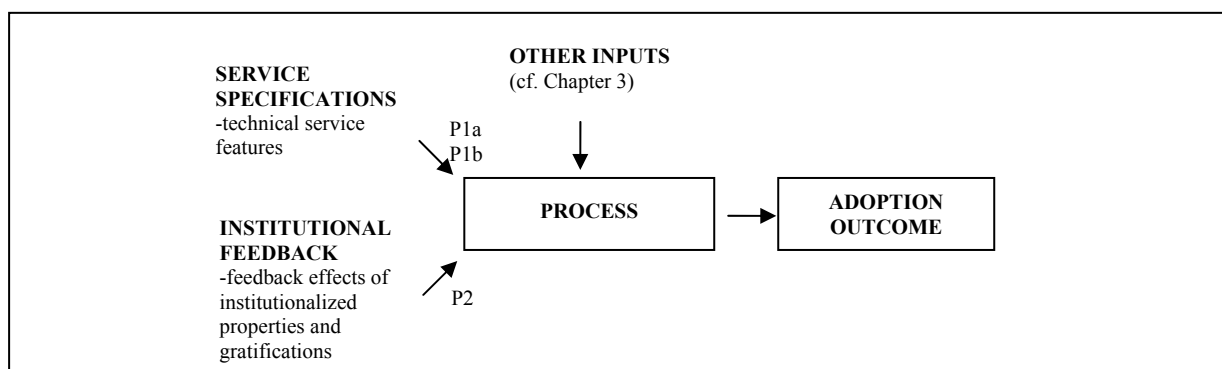 OTHER INPUTS
(cf. Chapter 3)
SERVICE
SPECIFICATIONS
-technical service
features
P1a
P1b
PROCESS
ADOPTION
OUTCOME
INSTITUTIONAL
FEEDBACK
-feedback effects of
institutionalized
properties and
gratifications
P2